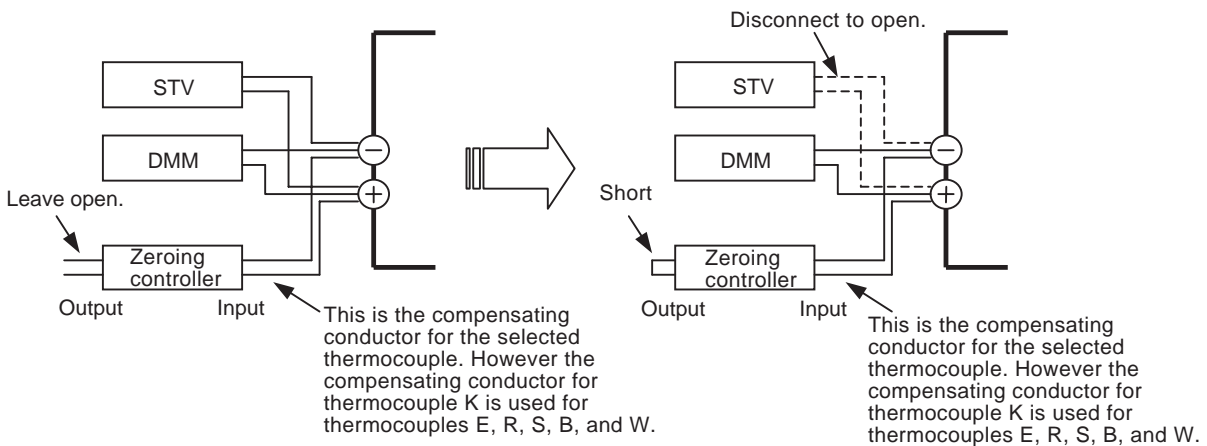 STV
DMM
−
+
Leave open.
Zeroing
controller
Output
Input
This is the compensating
conductor for the selected
thermocouple. However the
compensating conductor for
thermocouple K is used for
thermocouples E, R, S, B, and W.
Disconnect to open.
STV
DMM
−
+
Short
Zeroing
controller
Output
Input
This is the compensating
conductor for the selected
thermocouple. However the
compensating conductor for
thermocouple K is used for
thermocouples E, R, S, B, and W.